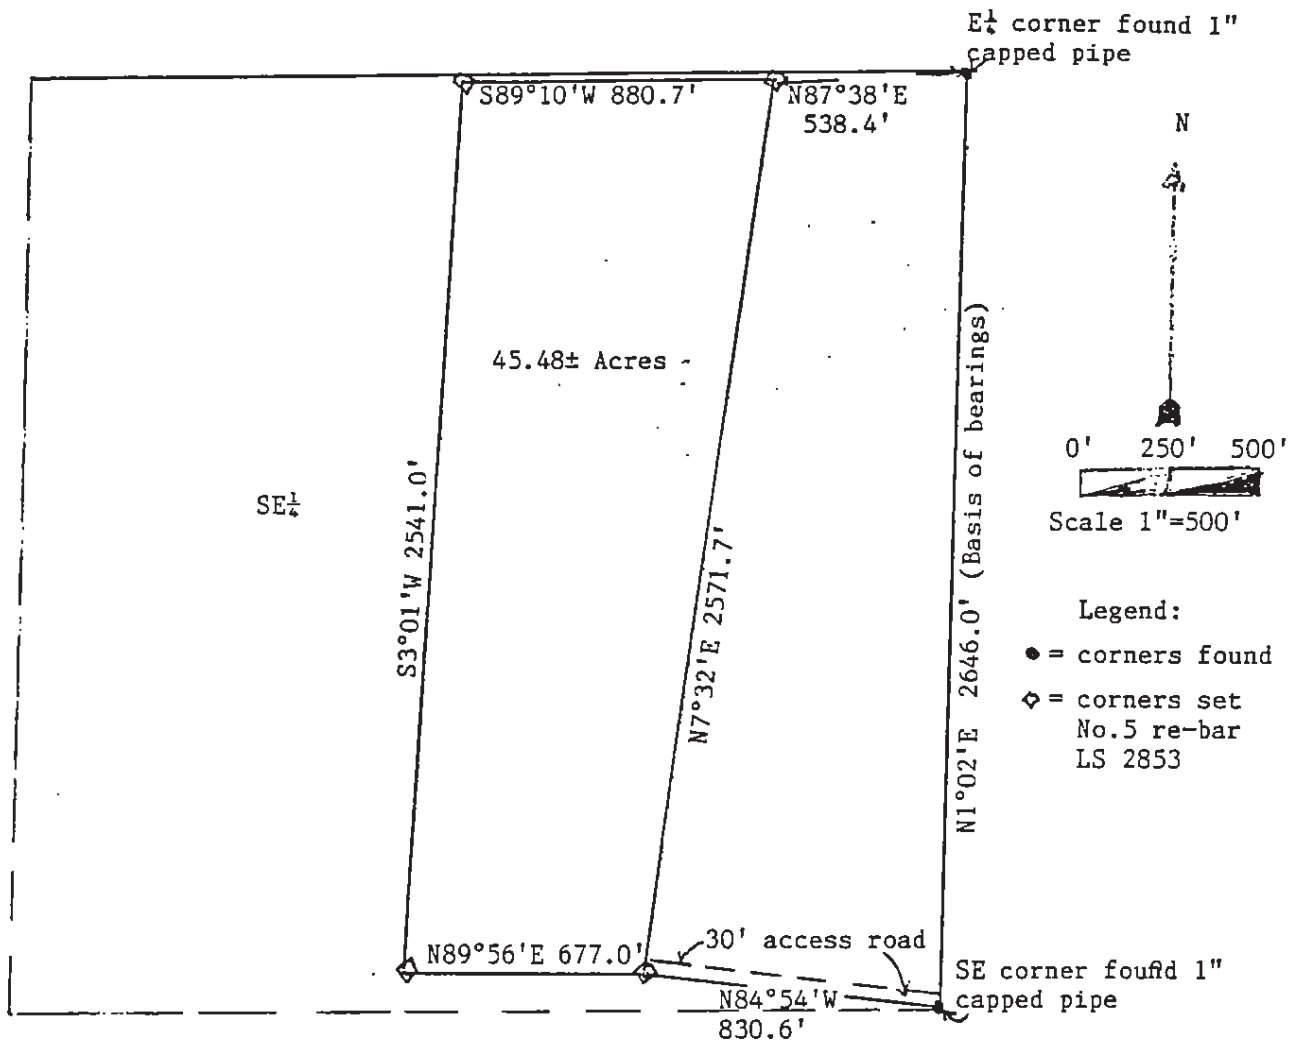 E¼ corner found 1"
capped pipe
S89°10'W 880.7'
N87°38'E
538.4'
N
45.48± Acres
0' 250' 500'
Scale 1"=500'
SE¼
S3°01'W 2541.0'
N7°32'E 2571.7'
N1°02'E 2646.0' (Basis of bearings)
Legend:
= corners found
= corners set
No.5 re-bar
LS 2853
N89°56'E 677.0'
30' access road
SE corner found 1"
capped pipe
N84°54'W
830.6'